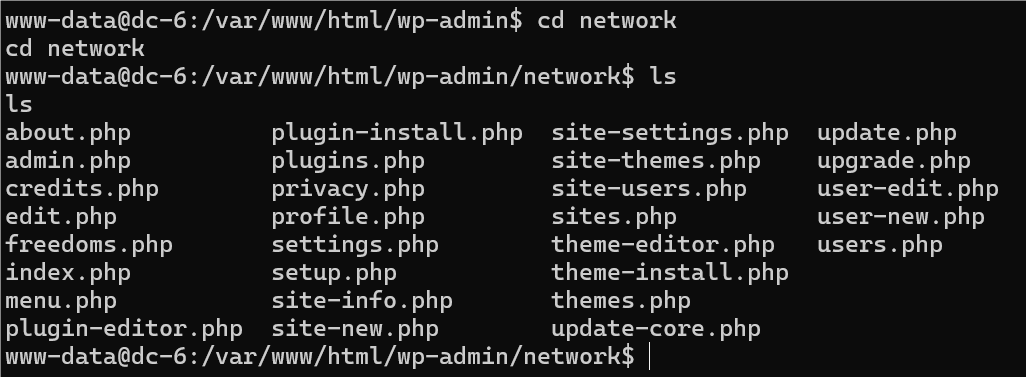 www-data@dc-6:/var/www/html/wp-admin$ cd network
cd network
www-data@dc-6:/var/www/html/wp-admin/network$ ls
ls
about.php          plugin-install.php  site-settings.php  update.php
admin.php          plugins.php         site-themes.php    upgrade.php
credits.php        privacy.php         site-users.php     user-edit.php
edit.php           profile.php         sites.php          user-new.php
freedoms.php       settings.php        theme-editor.php   users.php
index.php          setup.php           theme-install.php
menu.php           site-info.php       themes.php
plugin-editor.php  site-new.php        update-core.php
www-data@dc-6:/var/www/html/wp-admin/network$